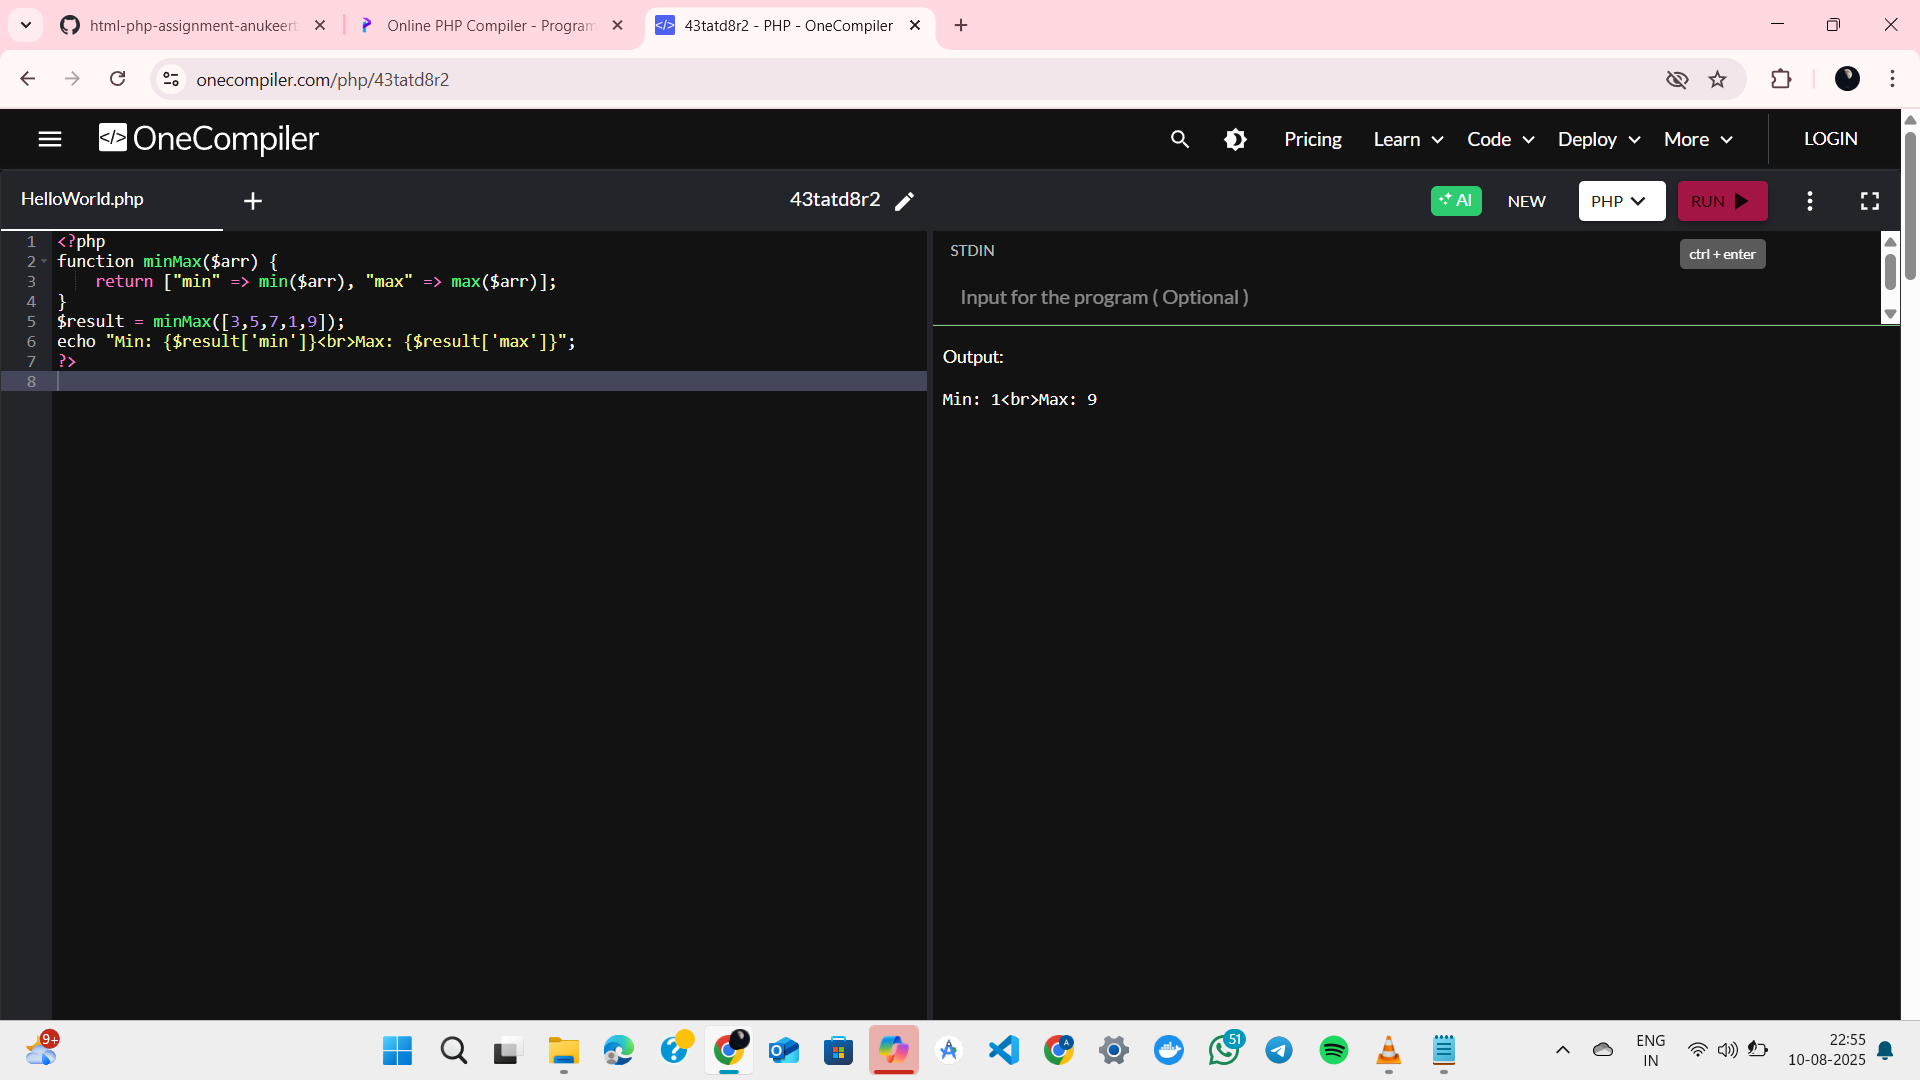 html-php-assignment-anukeert
Online PHP Compiler - Program
43tatd8r2 - PHP - OneCompiler
onecompiler.com/php/43tatd8r2
</> OneCompiler
Pricing
Learn
Code
Deploy
More
LOGIN
HelloWorld.php
43tatd8r2
AI
NEW
PHP
RUN
ctrl + enter
1 <?php
2 function minMax($arr) {
3 return ["min" => min($arr), "max" => max($arr)];
4 }
5 $result = minMax([3,5,7,1,9]);
6 echo "Min: {$result['min']}<br>Max: {$result['max']}";
7 ?>
8
STDIN
Input for the program ( Optional )
Output:
Min: 1<br>Max: 9
9+
A
51
ENG
IN
22:55
10-08-2025